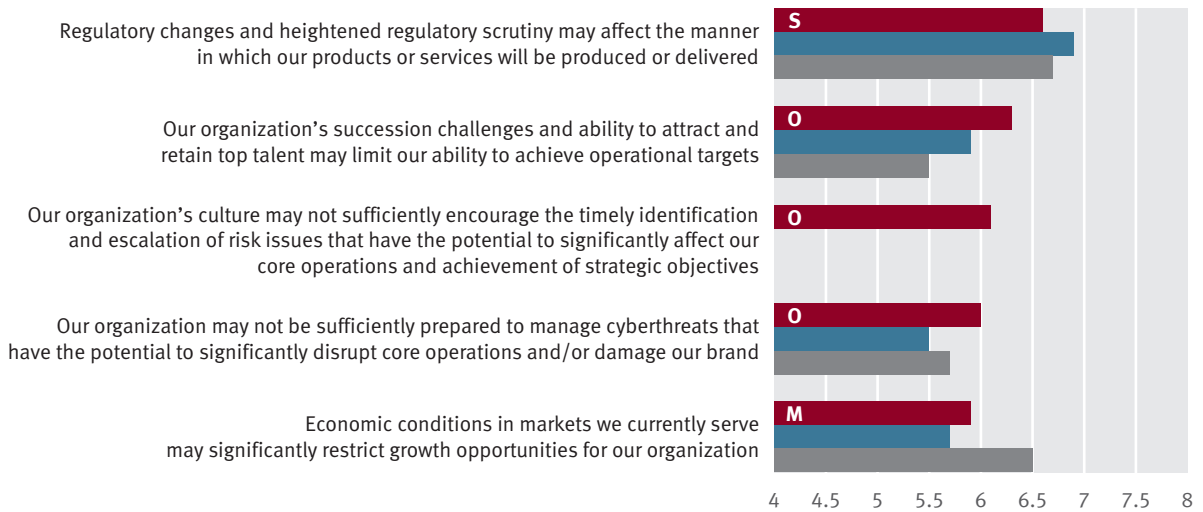 Regulatory changes and heightened regulatory scrutiny may affect the manner
in which our products or services will be produced or delivered
S
Our organization’s succession challenges and ability to attract and
retain top talent may limit our ability to achieve operational targets
O
Our organization’s culture may not sufficiently encourage the timely identification
and escalation of risk issues that have the potential to significantly affect our
core operations and achievement of strategic objectives
O
Our organization may not be sufficiently prepared to manage cyberthreats that
have the potential to significantly disrupt core operations and/or damage our brand
O
Economic conditions in markets we currently serve
may significantly restrict growth opportunities for our organization
M
4 4.5 5 5.5 6 6.5 7 7.5 8